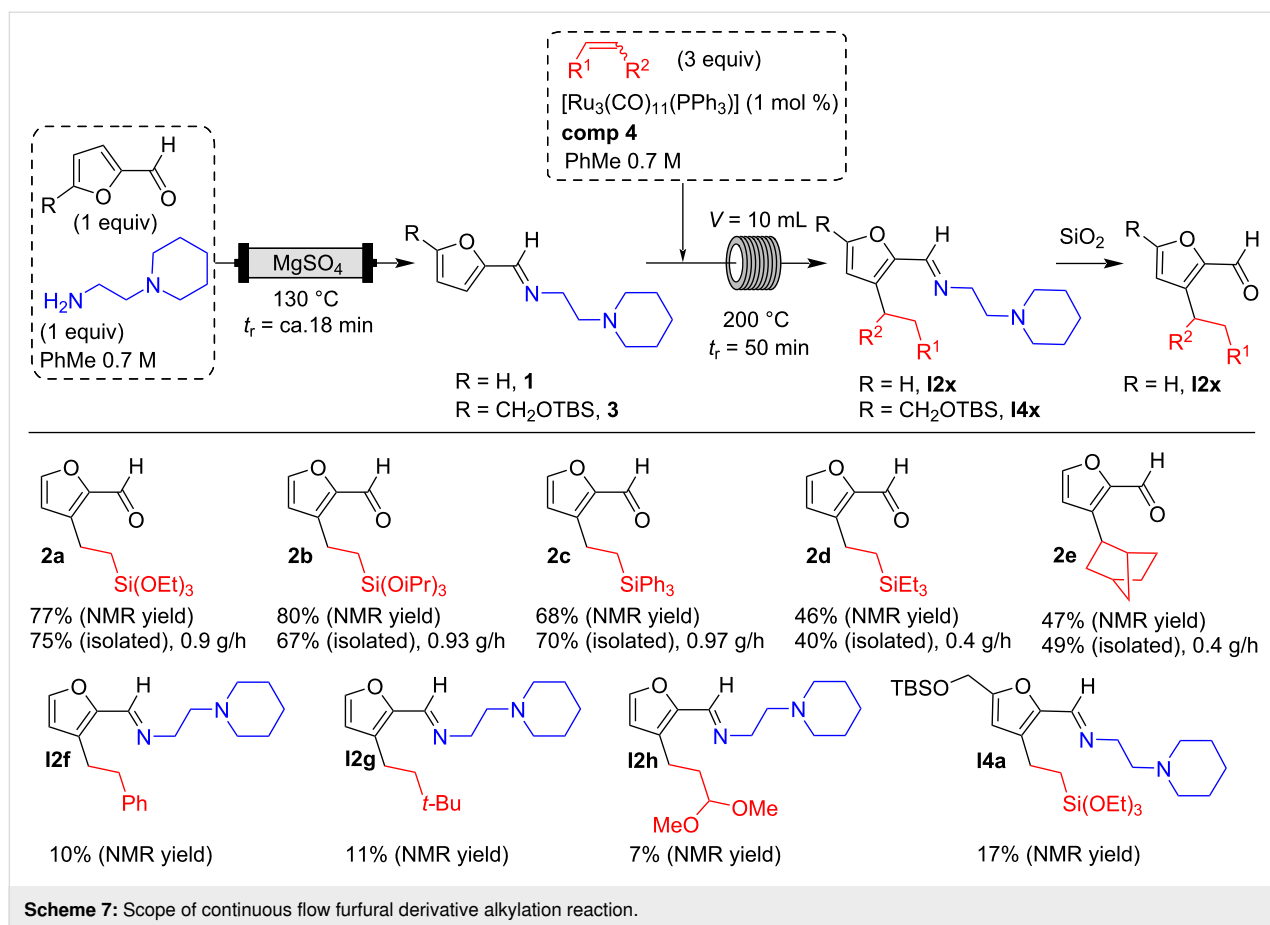 R¹ R² (3 equiv)
[Ru₃(CO)₁₁(PPh₃)] (1 mol %)
comp 4
PhMe 0.7 M
H
O
O
R
(1 equiv)
H₂N
N
(1 equiv)
PhMe 0.7 M
MgSO₄
130 °C
tᵣ = ca.18 min
R
O
H
N
N
R = H, 1
R = CH₂OTBS, 3
V = 10 mL
200 °C
tᵣ = 50 min
R
O
H
N
N
R²
R¹
R = H, I2x
R = CH₂OTBS, I4x
SiO₂
R
O
H
O
R²
R¹
R = H, I2x
O
H
O
2a
Si(OEt)₃
77% (NMR yield)
75% (isolated), 0.9 g/h
O
H
O
2b
Si(OiPr)₃
80% (NMR yield)
67% (isolated), 0.93 g/h
O
H
O
2c
SiPh₃
68% (NMR yield)
70% (isolated), 0.97 g/h
O
H
O
2d
SiEt₃
46% (NMR yield)
40% (isolated), 0.4 g/h
O
H
O
2e
47% (NMR yield)
49% (isolated), 0.4 g/h
O
H
N
N
I2f
Ph
10% (NMR yield)
O
H
N
N
I2g
t-Bu
11% (NMR yield)
O
H
N
N
I2h
OMe
MeO
7% (NMR yield)
TBSO
O
H
N
N
I4a
Si(OEt)₃
17% (NMR yield)
Scheme 7: Scope of continuous flow furfural derivative alkylation reaction.